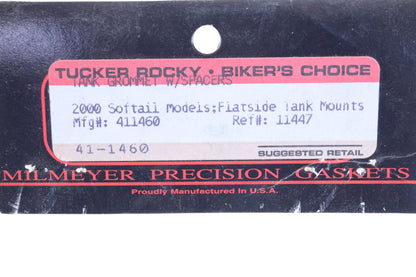 TUCKER ROCKY • BIKER'S CHOICE
TANK GROMMET W/SPACERS
2000 Softail Models;Flatside Tank Mounts
Mfg#: 411460 Ref#: 11447
41-1460 SUGGESTED RETAIL
MILMEYER PRECISION GASKETS
Proudly Manufactured In U.S.A.